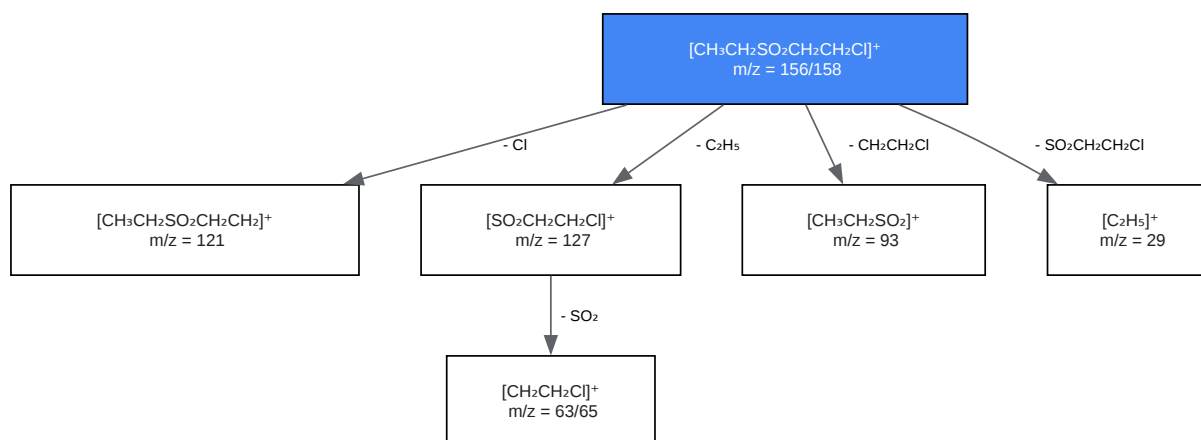 [CH₃CH₂SO₂CH₂CH₂Cl]⁺
m/z = 156/158
- Cl
- C₂H₅
- CH₂CH₂Cl
- SO₂CH₂CH₂Cl
[CH₃CH₂SO₂CH₂CH₂]⁺
m/z = 121
[SO₂CH₂CH₂Cl]⁺
m/z = 127
[CH₃CH₂SO₂]⁺
m/z = 93
[C₂H₅]⁺
m/z = 29
- SO₂
[CH₂CH₂Cl]⁺
m/z = 63/65